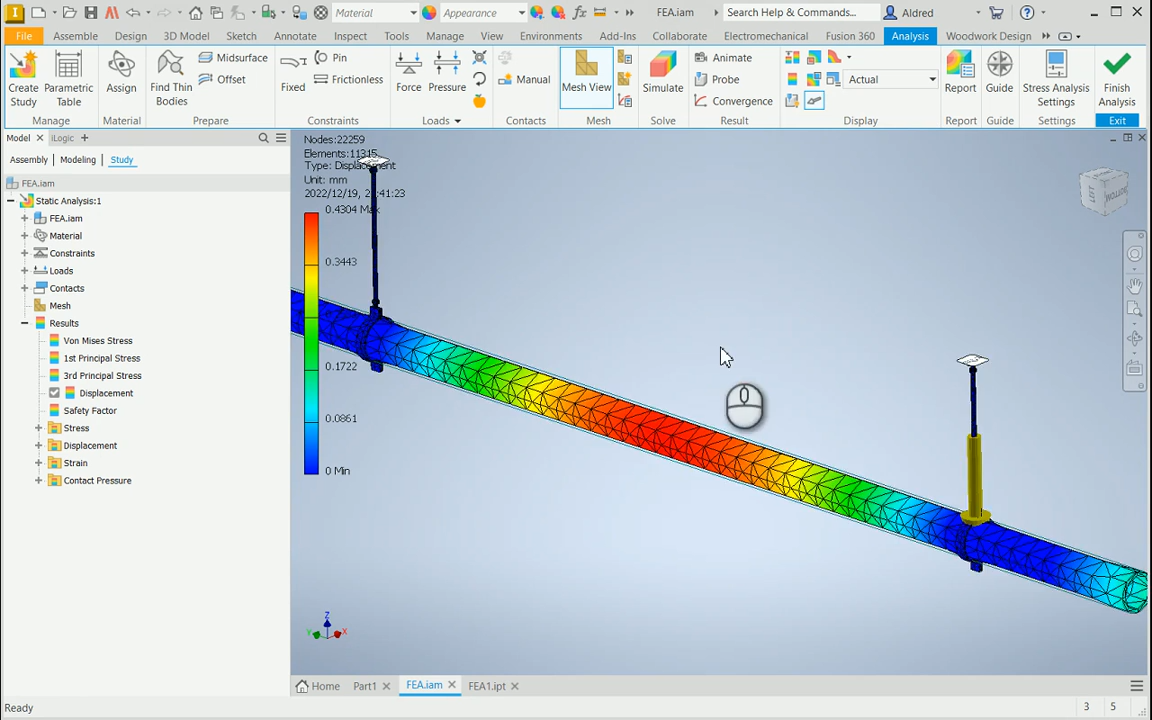 Material
Appearance
FEA.iam
Search Help & Commands...
Aldred
File
Assemble
Design
3D Model
Sketch
Annotate
Inspect
Tools
Manage
View
Environments
Add-Ins
Collaborate
Electromechanical
Fusion 360
Analysis
Woodwork Design
Create Study
Parametric Table
Assign
Find Thin Bodies
Midsurface
Offset
Fixed
Pin
Frictionless
Force
Pressure
Manual
Mesh View
Simulate
Animate
Probe
Convergence
Actual
Report
Guide
Stress Analysis Settings
Finish Analysis
Manage
Material
Prepare
Constraints
Loads
Contacts
Mesh
Solve
Result
Display
Report
Guide
Settings
Exit
Model
iLogic
Assembly
Modeling
Study
FEA.iam
Static Analysis:1
FEA.iam
Material
Constraints
Loads
Contacts
Mesh
Results
Von Mises Stress
1st Principal Stress
3rd Principal Stress
Displacement
Safety Factor
Stress
Displacement
Strain
Contact Pressure
Nodes:22259
Elements:11315
Type: Displacement
Unit: mm
2022/12/19,
:41:23
0.4304 Max
0.3443
0.1722
0.0861
0 Min
Z
Y
X
LEFT
BOTTOM
Home
Part1
FEA.iam
FEA1.ipt
Ready
3
5